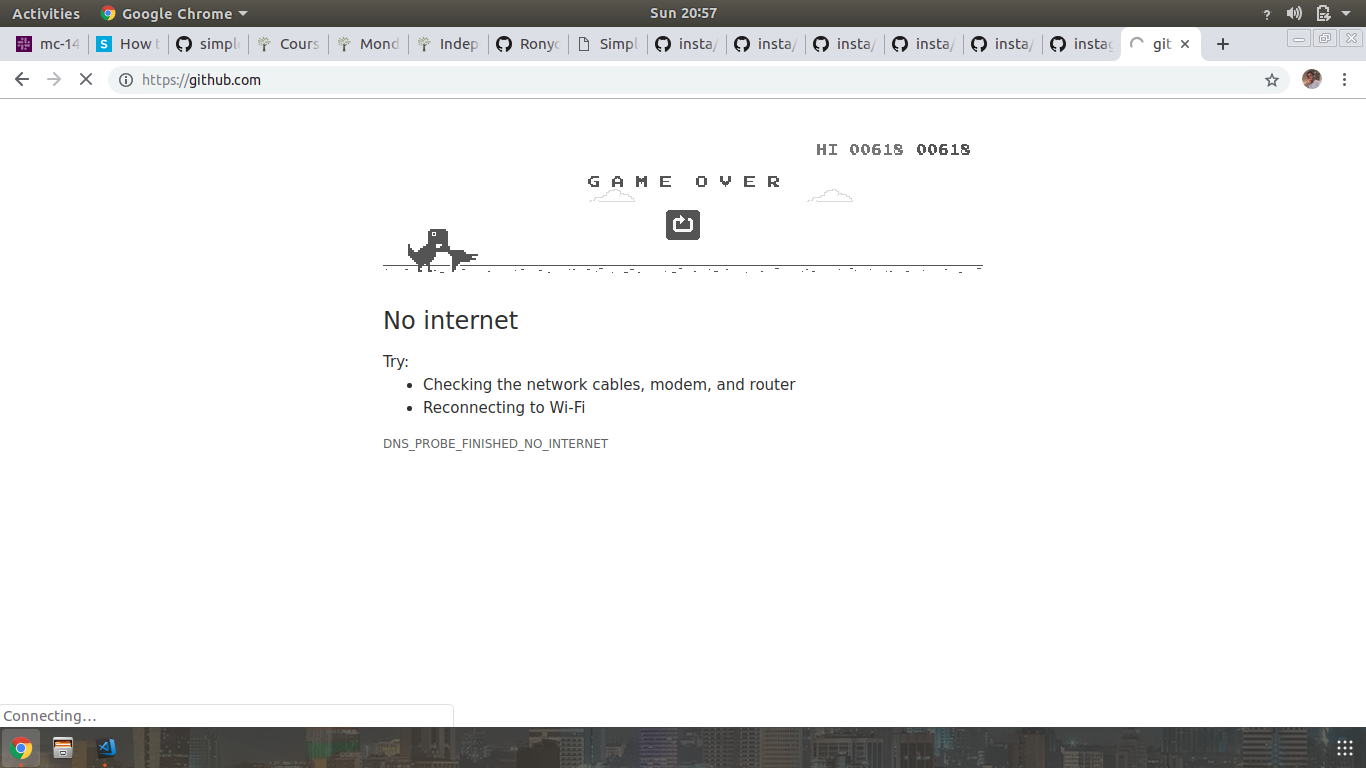 Activities Google Chrome Sun 20:57 ?
mc-14 How t simpl Cours Mond Indep Ronyo Simpl insta/ insta/ insta/ insta/ insta/ instag git
https://github.com
HI 00618 00618
GAME OVER
No internet
Try:
Checking the network cables, modem, and router
Reconnecting to Wi-Fi
DNS_PROBE_FINISHED_NO_INTERNET
Connecting...